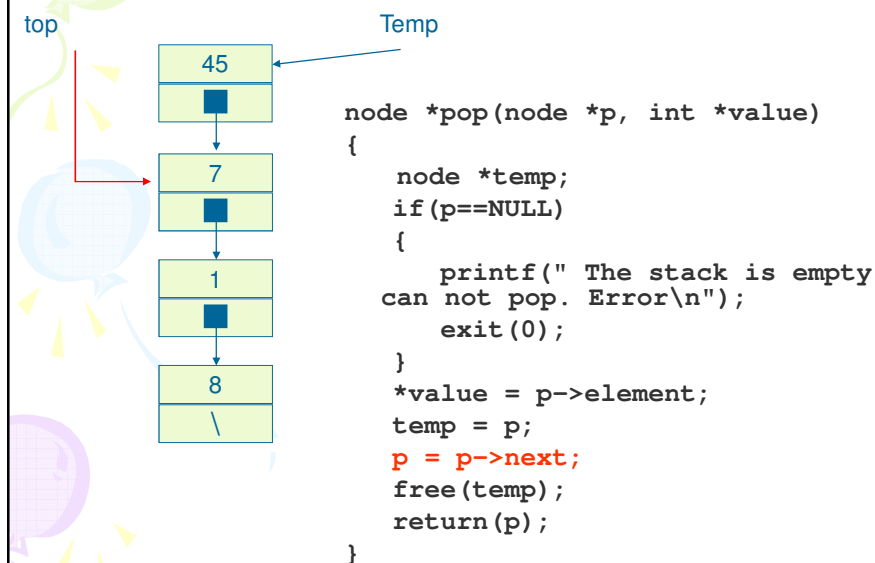 top
Temp
45
7
1
8
\
node *pop(node *p, int *value)
{
node *temp;
if(p==NULL)
{
printf(" The stack is empty
can not pop. Error\n");
exit(0);
}
*value = p->element;
temp = p;
p = p->next;
free(temp);
return(p);
}